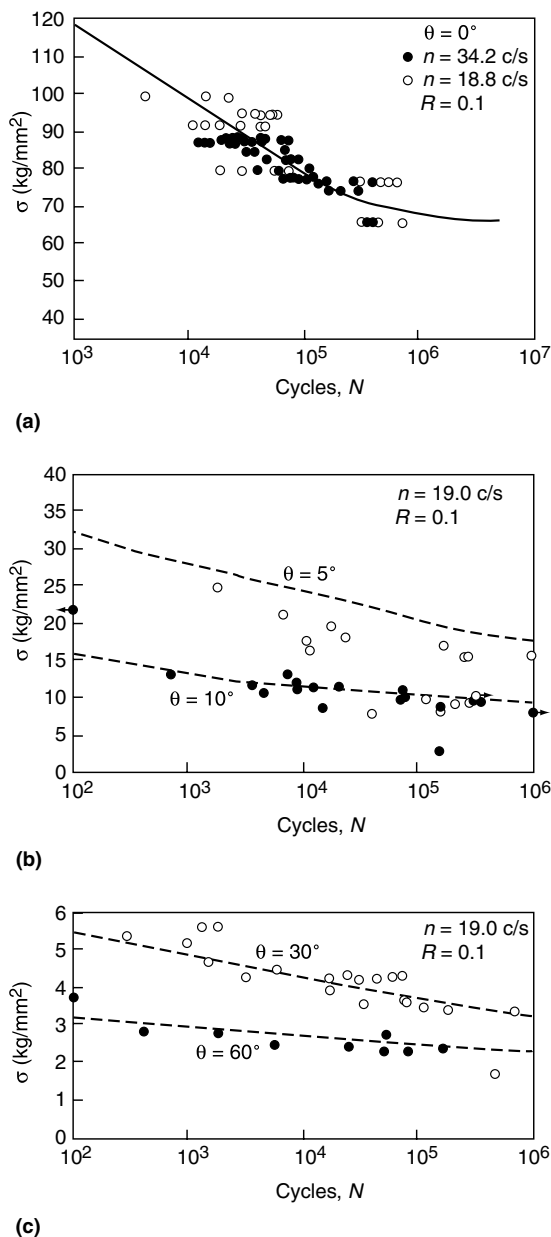 θ = 0°
● n = 34.2 c/s
○ n = 18.8 c/s
R = 0.1
120
110
100
90
80
70
60
50
40
σ (kg/mm²)
10³
10⁴
10⁵
10⁶
10⁷
Cycles, N
(a)
n = 19.0 c/s
R = 0.1
40
35
30
25
20
15
10
5
0
σ (kg/mm²)
θ = 5°
θ = 10°
10²
10³
10⁴
10⁵
10⁶
Cycles, N
(b)
n = 19.0 c/s
R = 0.1
6
5
4
3
2
1
0
σ (kg/mm²)
θ = 30°
θ = 60°
10²
10³
10⁴
10⁵
10⁶
Cycles, N
(c)